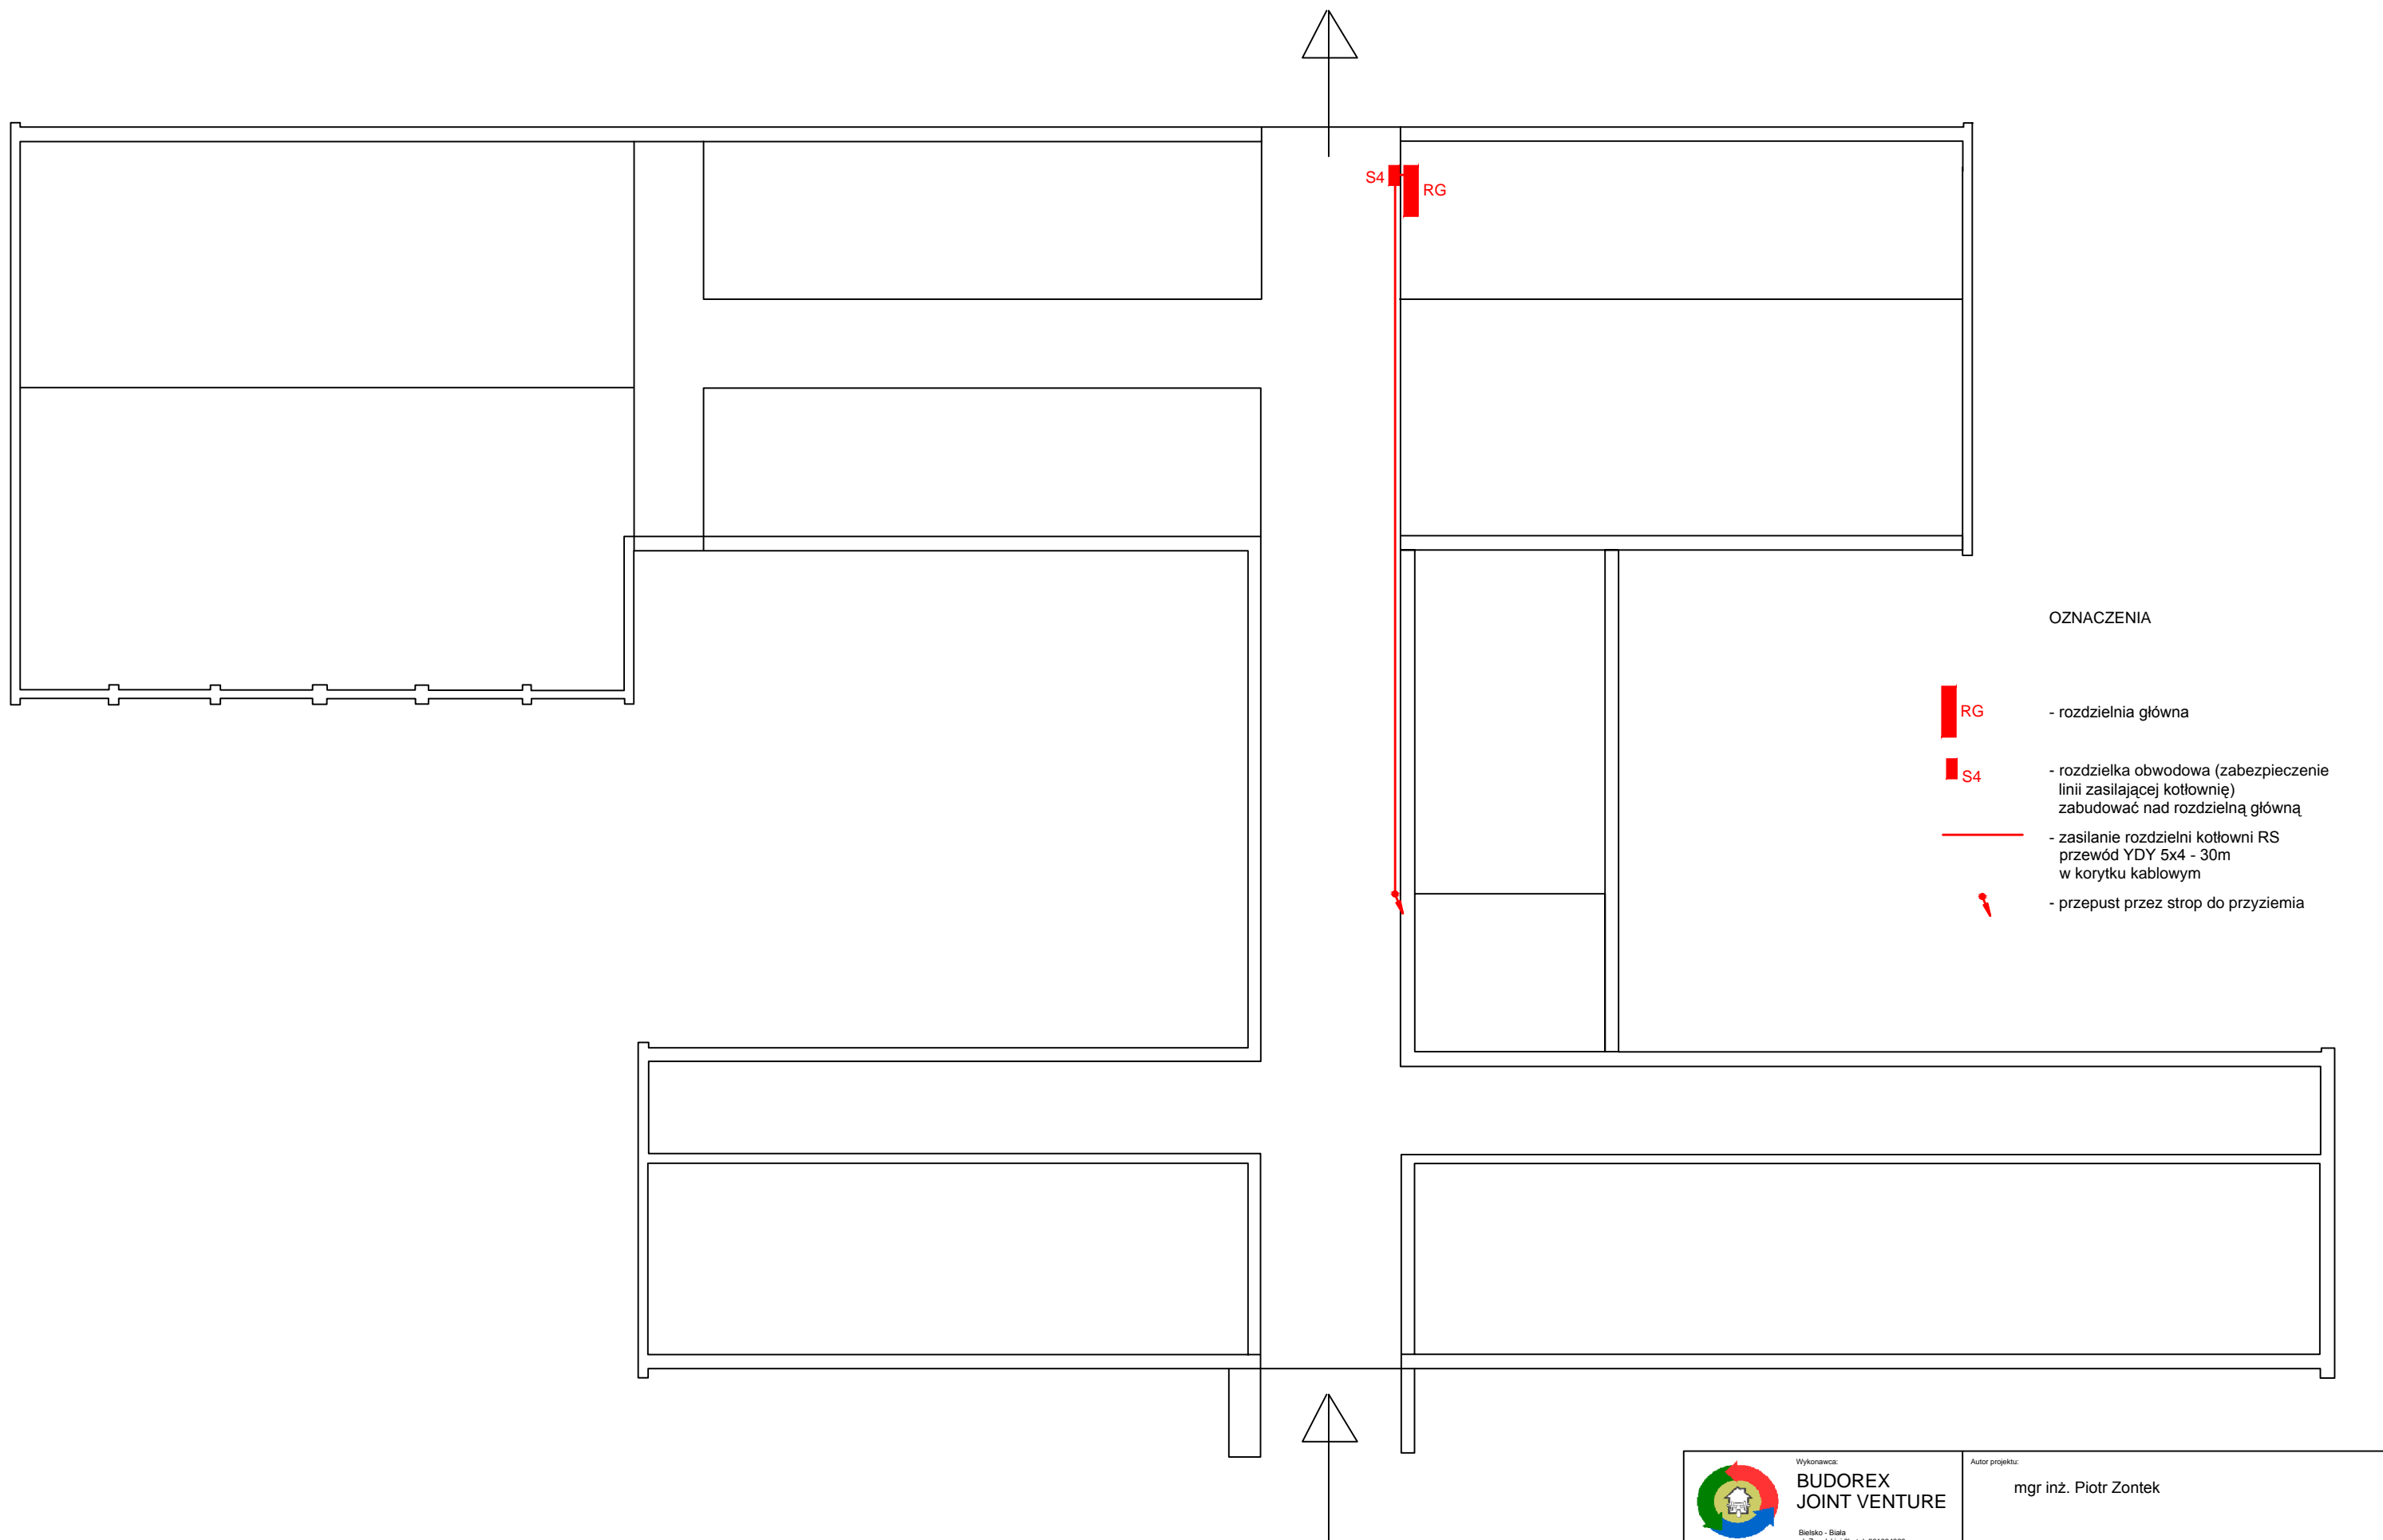 S4
RG
OZNACZENIA
RG
- rozdzielnia główna
S4
- rozdzielka obwodowa (zabezpieczenie
linii zasilającej kotłownię)
zabudować nad rozdzielną główną
- zasilanie rozdzielni kotłowni RS
przewód YDY 5x4 - 30m
w korytku kablowym
- przepust przez strop do przyziemia
Wykonawca:
BUDOREX
JOINT VENTURE
Bielsko - Biała
Autor projektu:
mgr inż. Piotr Zontek